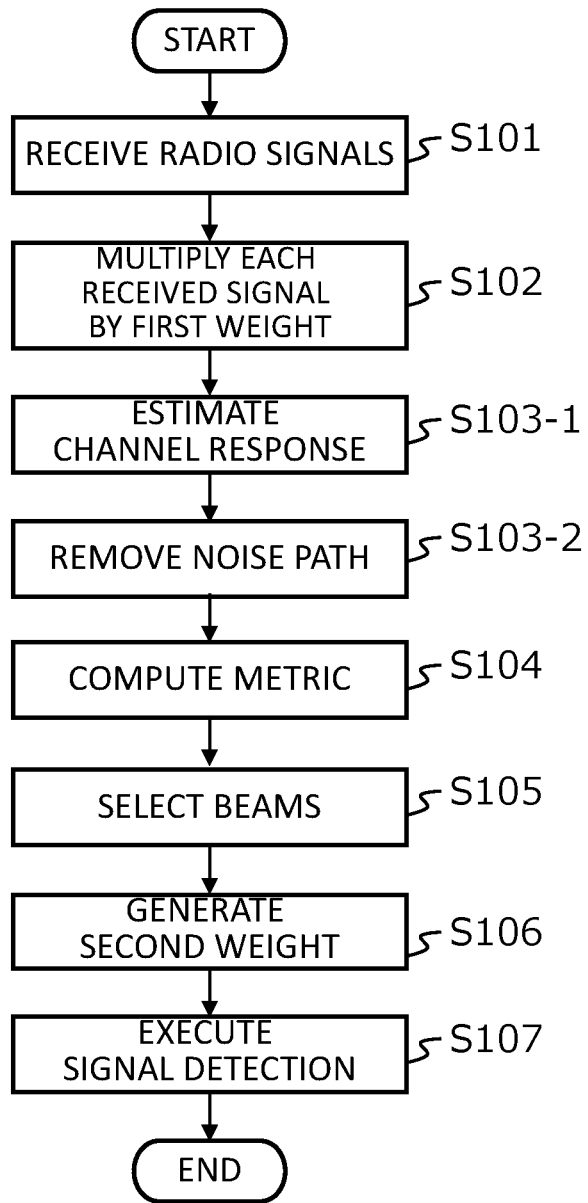 START
RECEIVE RADIO SIGNALS
S101
MULTIPLY EACH
RECEIVED SIGNAL
BY FIRST WEIGHT
S102
ESTIMATE
CHANNEL RESPONSE
S103-1
REMOVE NOISE PATH
S103-2
COMPUTE METRIC
S104
SELECT BEAMS
S105
GENERATE
SECOND WEIGHT
S106
EXECUTE
SIGNAL DETECTION
S107
END